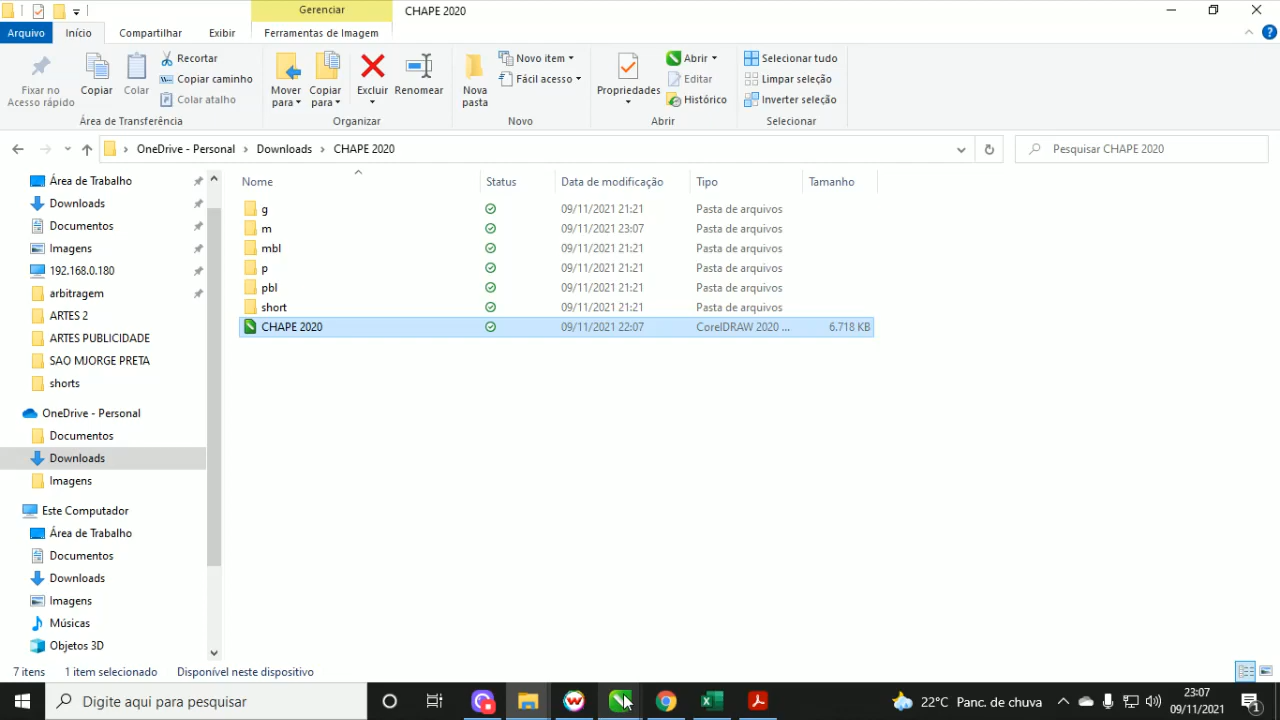 Gerenciar
CHAPE 2020
Arquivo Início Compartilhar Exibir Ferramentas de Imagem
Fixar no Acesso rápido
Copiar
Colar
Recortar
Copiar caminho
Colar atalho
Mover para
Copiar para
Excluir
Renomear
Nova pasta
Novo item
Fácil acesso
Propriedades
Abrir
Editar
Histórico
Selecionar tudo
Limpar seleção
Inverter seleção
Área de Transferência Organizar Novo Abrir Selecionar
OneDrive - Personal › Downloads › CHAPE 2020
Pesquisar CHAPE 2020
Área de Trabalho
Downloads
Documentos
Imagens
192.168.0.180
arbitragem
ARTES 2
ARTES PUBLICIDADE
SAO MJORGE PRETA
shorts
OneDrive - Personal
Documentos
Downloads
Imagens
Este Computador
Área de Trabalho
Documentos
Downloads
Imagens
Músicas
Objetos 3D
Nome Status Data de modificação Tipo Tamanho
g 09/11/2021 21:21 Pasta de arquivos
m 09/11/2021 23:07 Pasta de arquivos
mbl 09/11/2021 21:21 Pasta de arquivos
p 09/11/2021 21:21 Pasta de arquivos
pbl 09/11/2021 21:21 Pasta de arquivos
short 09/11/2021 21:21 Pasta de arquivos
CHAPE 2020 09/11/2021 22:07 CorelDRAW 2020 ... 6.718 KB
7 itens 1 item selecionado Disponível neste dispositivo
Digite aqui para pesquisar
22°C Panc. de chuva
23:07
09/11/2021
1